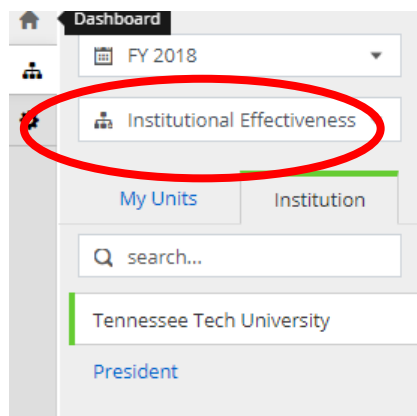 Dashboard
FY 2018
Institutional Effectiveness
My Units Institution
search...
Tennessee Tech University
President